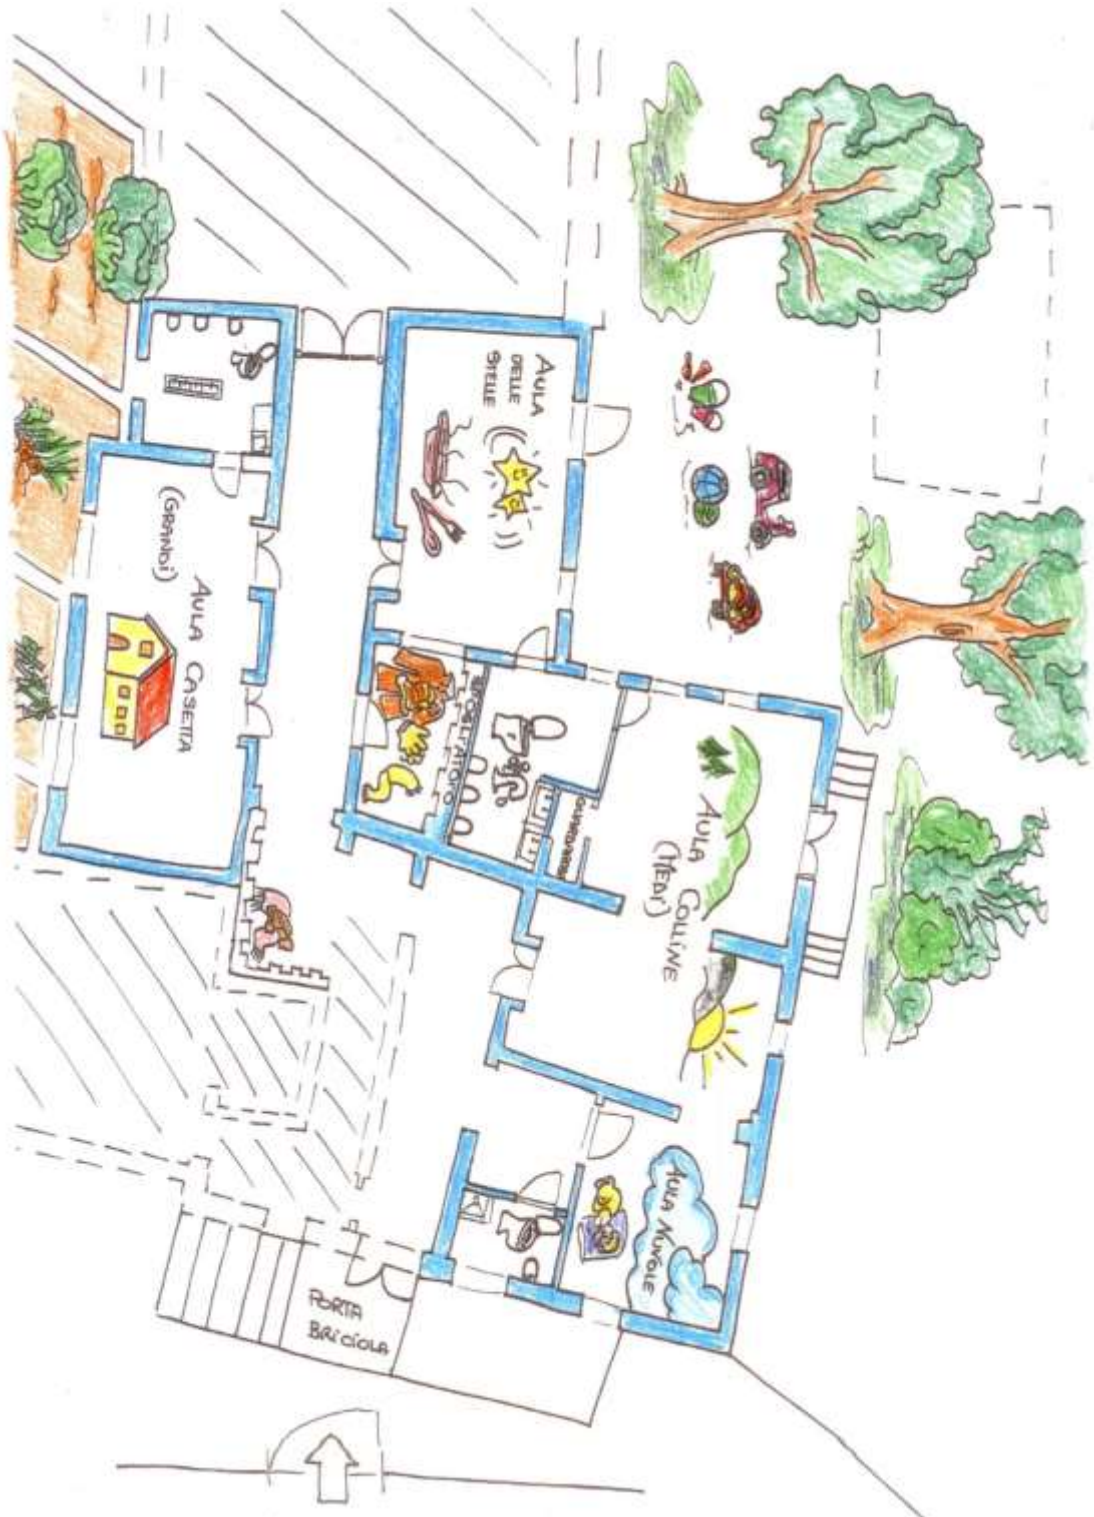 AULA
DELLE
STELLE
(GRANDI)
AULA CASETTA
SPOGLIATOIO
AULA COLLINE
(MEDI)
AULA NUVOLE
PORTA
BRICIOLA